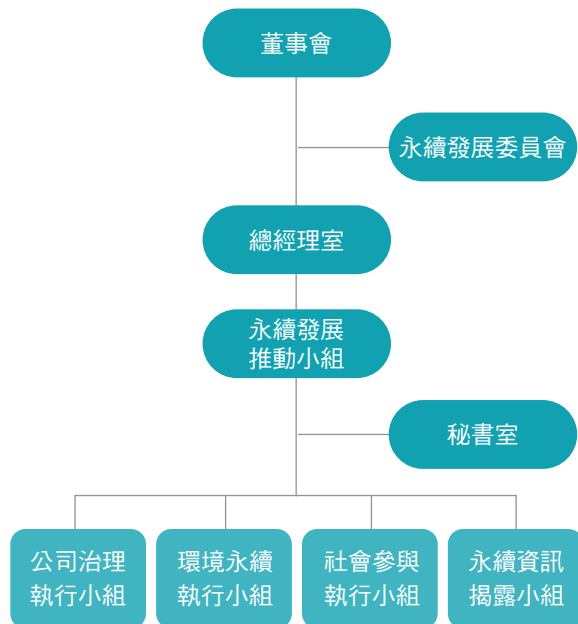 董事會
永續發展委員會
總經理室
永續發展
推動小組
秘書室
公司治理
執行小組
環境永續
執行小組
社會參與
執行小組
永續資訊
揭露小組